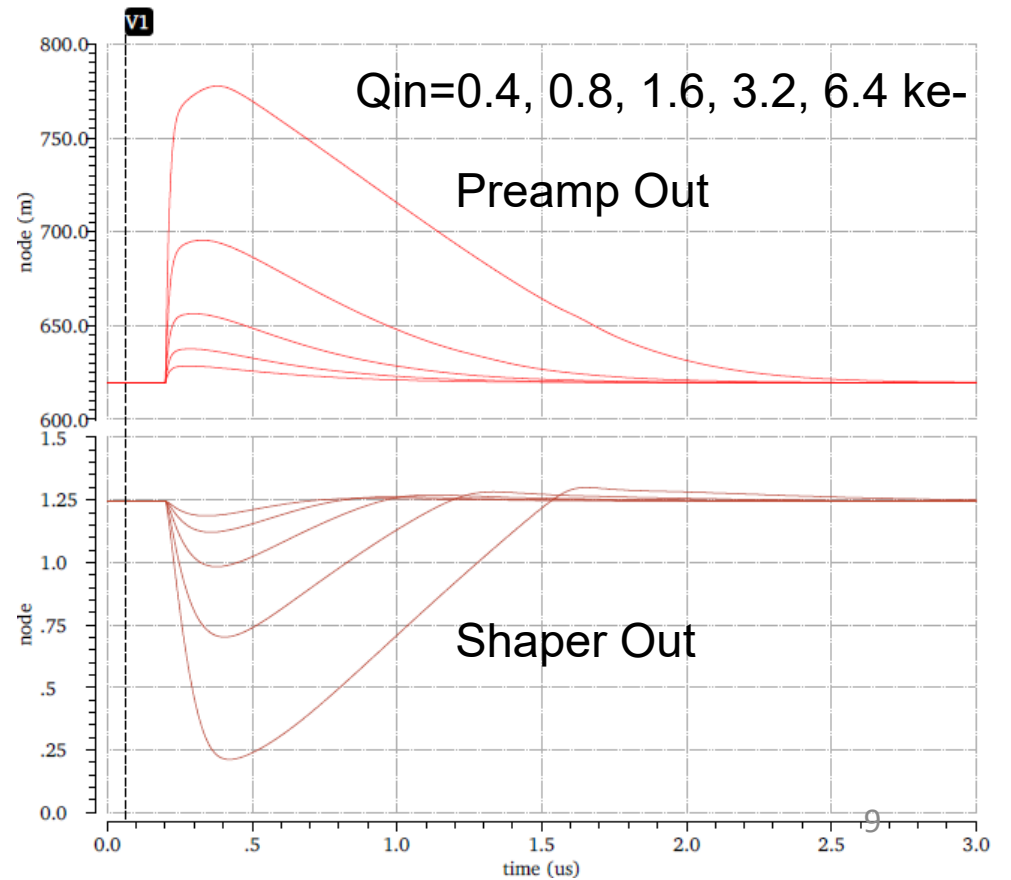 V1
800.0
Qin=0.4, 0.8, 1.6, 3.2, 6.4 ke-
750.0
Preamp Out
node (m)
700.0
650.0
600.0
1.5
1.25
1.0
node
.75
Shaper Out
.5
.25
0.0
9
0.0 .5 1.0 1.5 2.0 2.5 3.0
time (us)